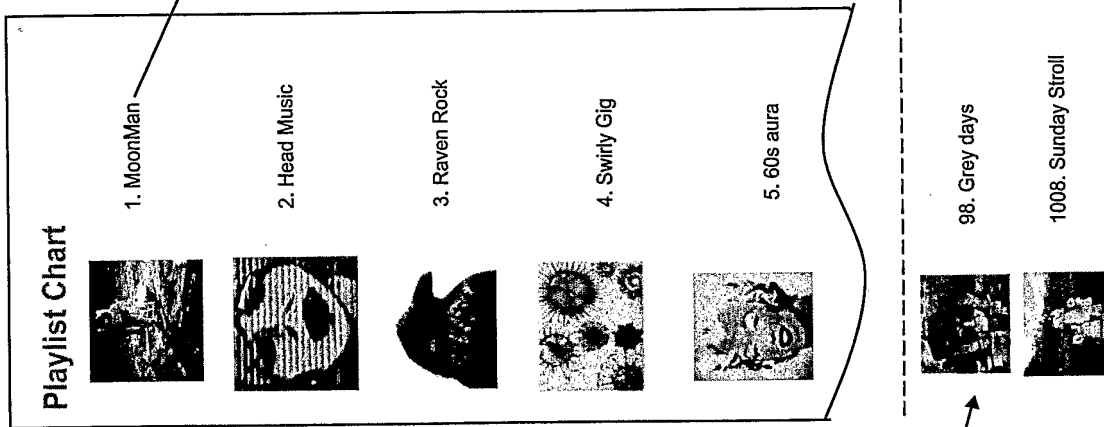 Playlist Chart
1. MoonMan
2. Head Music
3. Raven Rock
4. Swirly Gig
5. 60s aura
98. Grey days
1008. Sunday Stroll